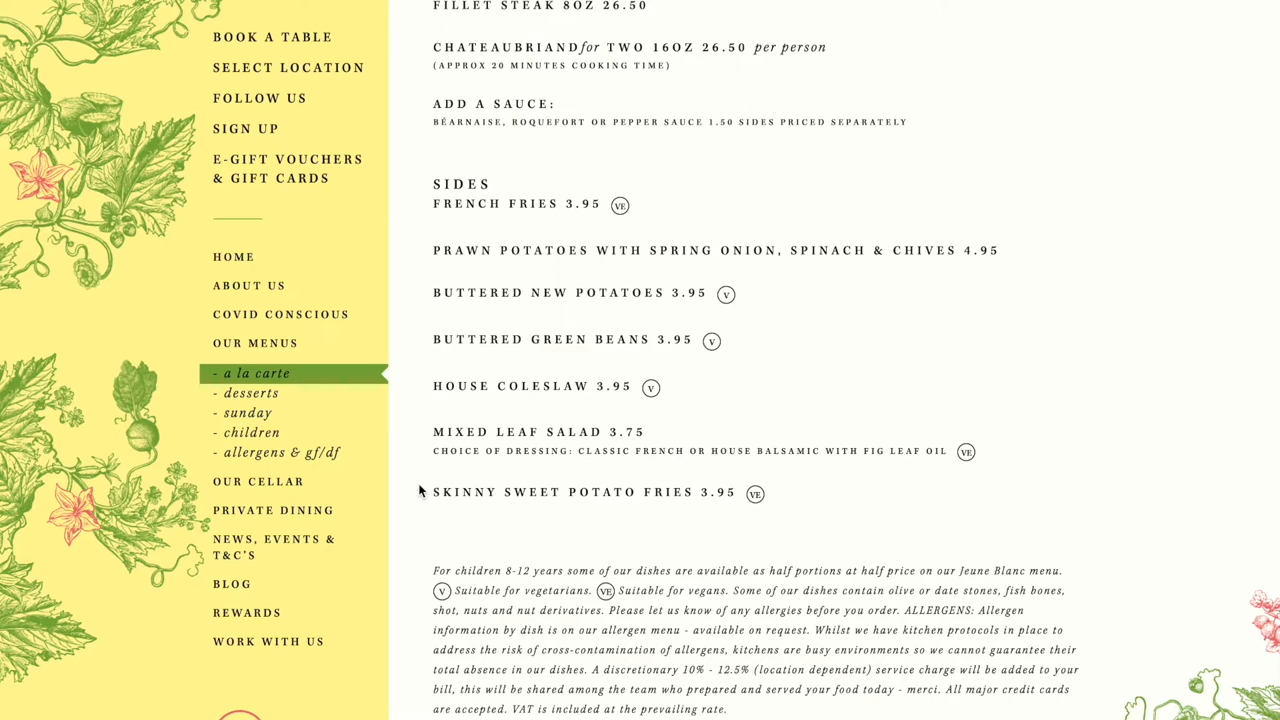 BOOK A TABLE
SELECT LOCATION
FOLLOW US
SIGN UP
E-GIFT VOUCHERS
& GIFT CARDS
HOME
ABOUT US
COVID CONSCIOUS
OUR MENUS
- a la carte
- desserts
- sunday
- children
- allergens & gf/df
OUR CELLAR
PRIVATE DINING
NEWS, EVENTS &
T&C'S
BLOG
REWARDS
WORK WITH US
FILLET STEAK 8OZ 26.50
CHATEAUBRIAND for TWO 16OZ 26.50 per person
(APPROX 20 MINUTES COOKING TIME)
ADD A SAUCE:
BÉARNAISE, ROQUEFORT OR PEPPER SAUCE 1.50 SIDES PRICED SEPARATELY
SIDES
FRENCH FRIES 3.95 VE
PRAWN POTATOES WITH SPRING ONION, SPINACH & CHIVES 4.95
BUTTERED NEW POTATOES 3.95 V
BUTTERED GREEN BEANS 3.95 V
HOUSE COLESLAW 3.95 V
MIXED LEAF SALAD 3.75
CHOICE OF DRESSING: CLASSIC FRENCH OR HOUSE BALSAMIC WITH FIG LEAF OIL VE
SKINNY SWEET POTATO FRIES 3.95 VE
For children 8-12 years some of our dishes are available as half portions at half price on our Jeune Blanc menu.
V Suitable for vegetarians. VE Suitable for vegans. Some of our dishes contain olive or date stones, fish bones,
shot, nuts and nut derivatives. Please let us know of any allergies before you order. ALLERGENS: Allergen
information by dish is on our allergen menu - available on request. Whilst we have kitchen protocols in place to
address the risk of cross-contamination of allergens, kitchens are busy environments so we cannot guarantee their
total absence in our dishes. A discretionary 10% - 12.5% (location dependent) service charge will be added to your
bill, this will be shared among the team who prepared and served your food today - merci. All major credit cards
are accepted. VAT is included at the prevailing rate.